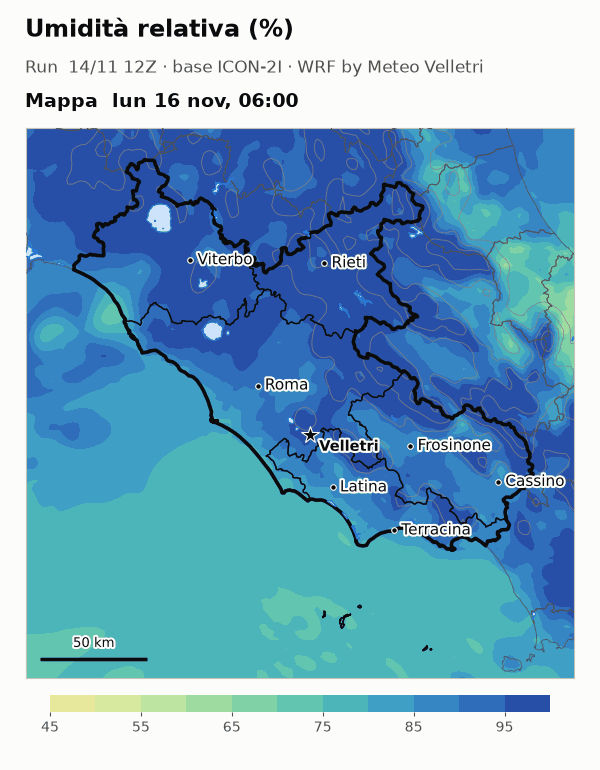 Umidità relativa (%)
Run 14/11 12Z · base ICON-2I · WRF by Meteo Velletri
Mappa lun 16 nov, 06:00
Viterbo
Rieti
Roma
Velletri
Frosinone
Cassino
Latina
Terracina
50 km
45 55 65 75 85 95